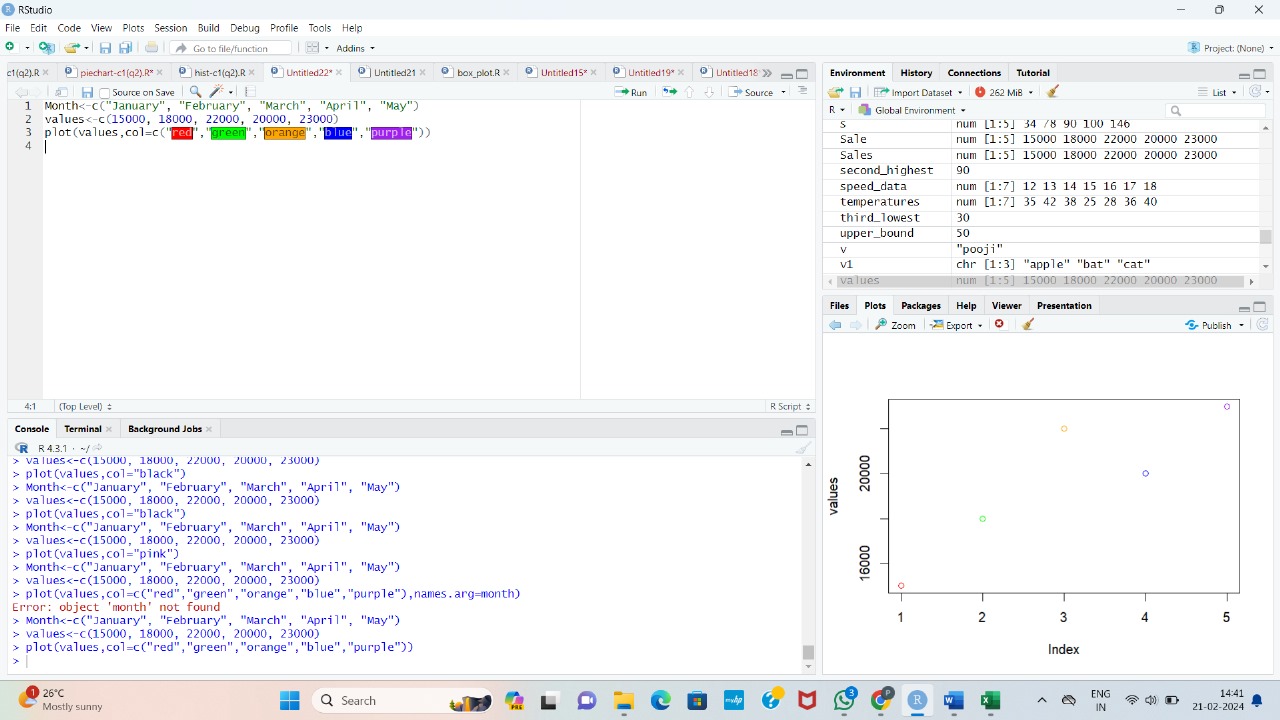 RStudio
File Edit Code View Plots Session Build Debug Profile Tools Help
Go to file/function Addins Project: (None)
c1(q2).R piechart-c1(q2).R* hist-c1(q2).R Untitled22* Untitled21 box_plot.R Untitled15* Untitled19* Untitled18
Source on Save Run Source
1 Month<-c("January", "February", "March", "April", "May")
2 values<-c(15000, 18000, 22000, 20000, 23000)
3 plot(values,col=c("red","green","orange","blue","purple"))
4
4:1 (Top Level) R Script
Console Terminal Background Jobs
R 4.3.1 · ~/
> values<-c(15000, 18000, 22000, 20000, 23000)
> plot(values,col="black")
> Month<-c("January", "February", "March", "April", "May")
> values<-c(15000, 18000, 22000, 20000, 23000)
> plot(values,col="black")
> Month<-c("January", "February", "March", "April", "May")
> values<-c(15000, 18000, 22000, 20000, 23000)
> plot(values,col="pink")
> Month<-c("January", "February", "March", "April", "May")
> values<-c(15000, 18000, 22000, 20000, 23000)
> plot(values,col=c("red","green","orange","blue","purple"),names.arg=month)
Error: object 'month' not found
> Month<-c("January", "February", "March", "April", "May")
> values<-c(15000, 18000, 22000, 20000, 23000)
> plot(values,col=c("red","green","orange","blue","purple"))
>
Environment History Connections Tutorial
Import Dataset 262 MiB List
R Global Environment
s num [1:5] 34 78 90 100 146
Sale num [1:5] 15000 18000 22000 20000 23000
Sales num [1:5] 15000 18000 22000 20000 23000
second_highest 90
speed_data num [1:7] 12 13 14 15 16 17 18
temperatures num [1:7] 35 42 38 25 28 36 40
third_lowest 30
upper_bound 50
v "pooji"
v1 chr [1:3] "apple" "bat" "cat"
values num [1:5] 15000 18000 22000 20000 23000
Files Plots Packages Help Viewer Presentation
Zoom Export Publish
values
20000
16000
1 2 3 4 5
Index
1 26°C
Mostly sunny
Search
3
P
ENG
IN
14:41
21-02-2024